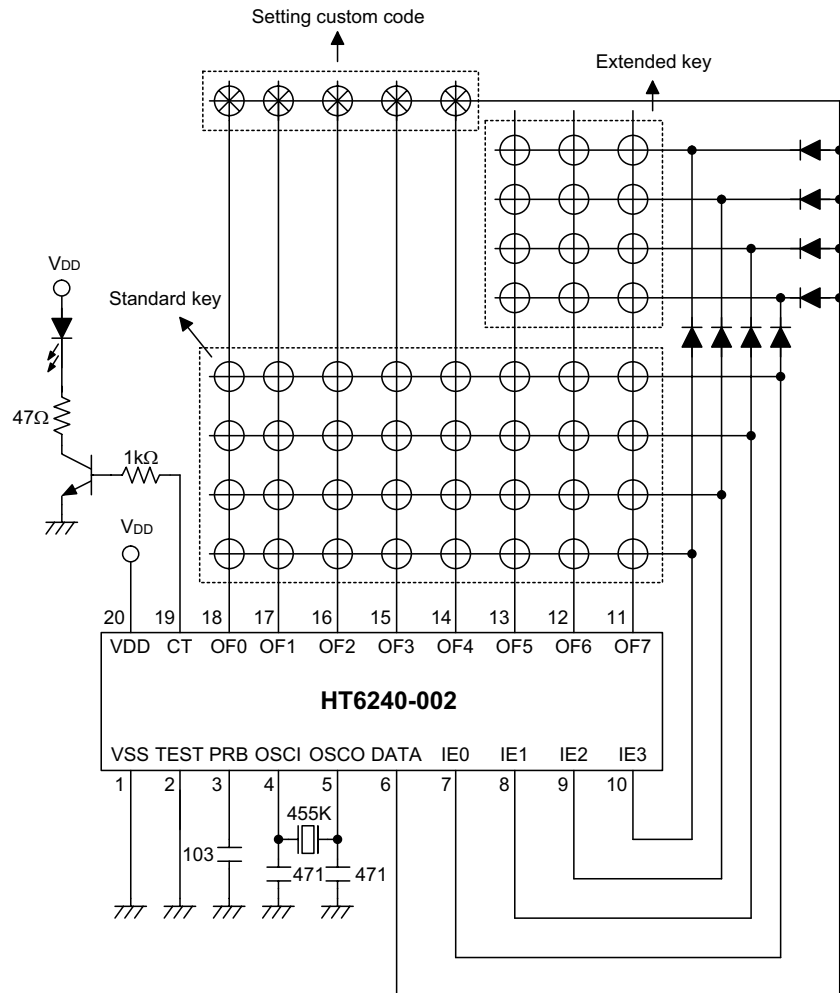 Setting custom code
Extended key
VDD
Standard key
47Ω
1kΩ
VDD
20 19 18 17 16 15 14 13 12 11
VDD CT OF0 OF1 OF2 OF3 OF4 OF5 OF6 OF7
HT6240-002
VSS TEST PRB OSCI OSCO DATA IE0 IE1 IE2 IE3
1 2 3 4 5 6 7 8 9 10
455K
103
471 471